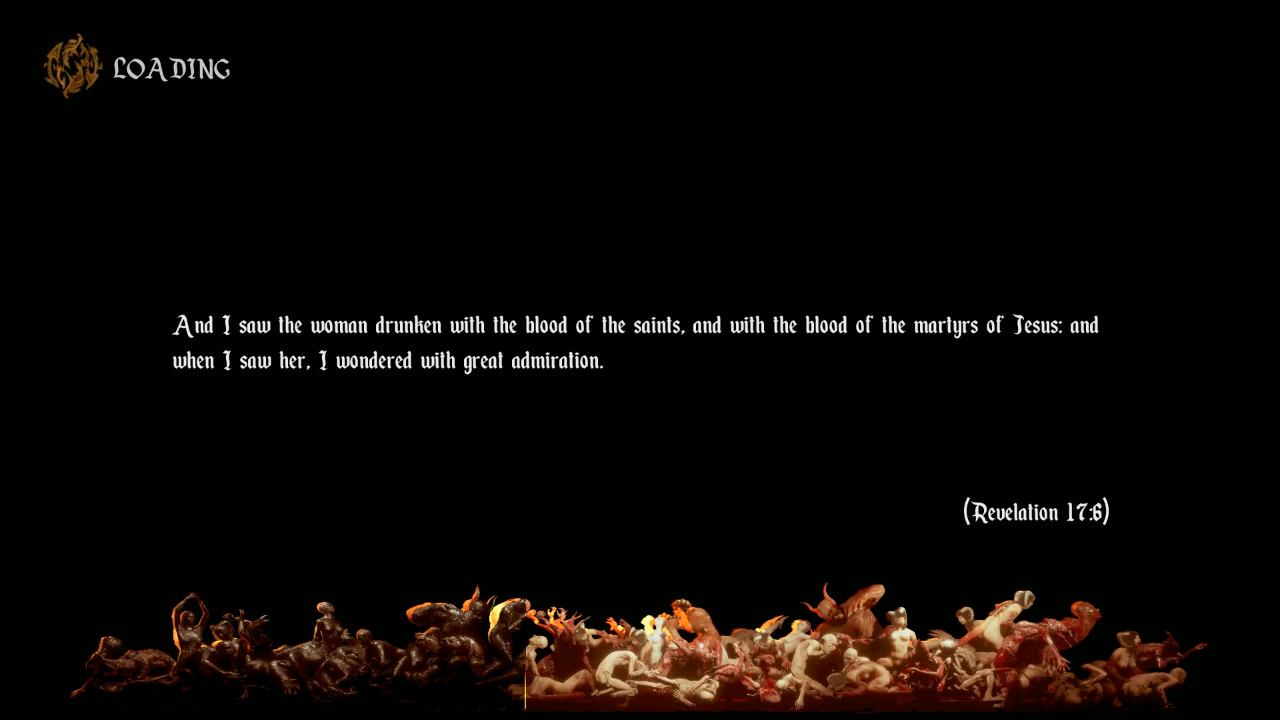 LOADING
And I saw the woman drunken with the blood of the saints, and with the blood of the martyrs of Jesus: and
when I saw her, I wondered with great admiration.
(Revelation 17:6)